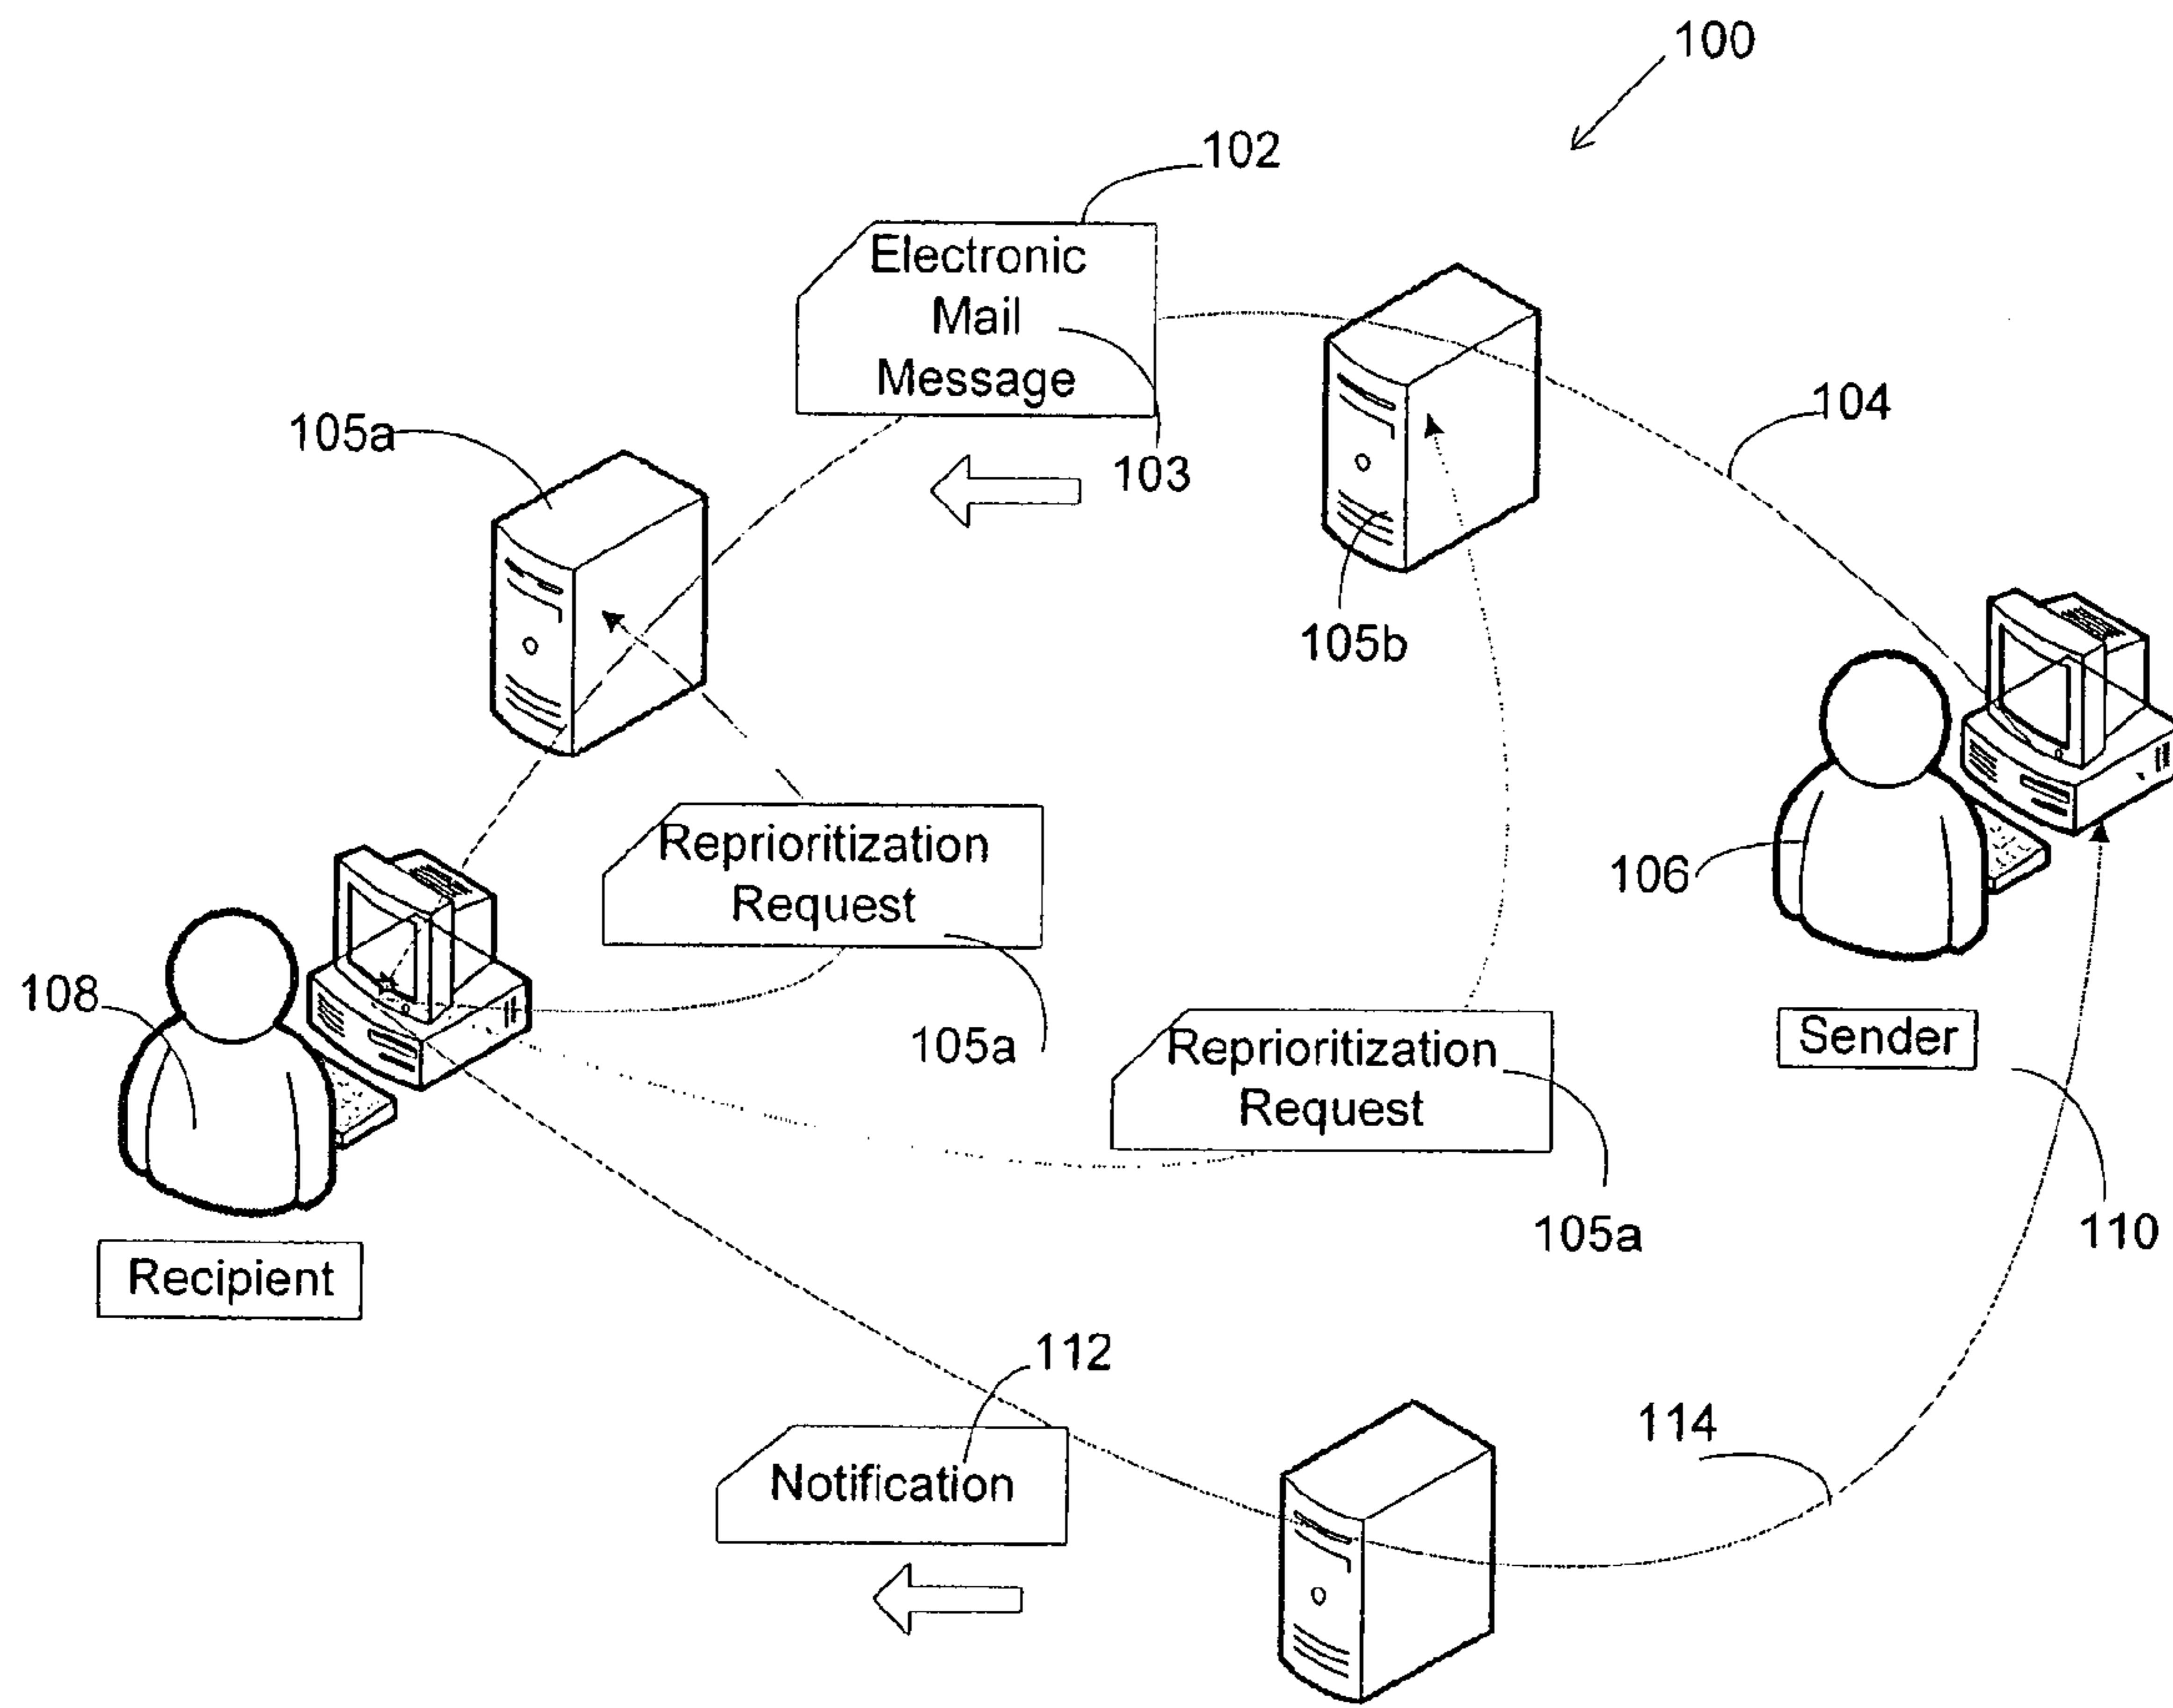 100
102
Electronic
Mail
Message
103
104
105a
105b
106
Reprioritization
Request
105a
108
Reprioritization
Request
105a
Sender
110
Recipient
112
Notification
114